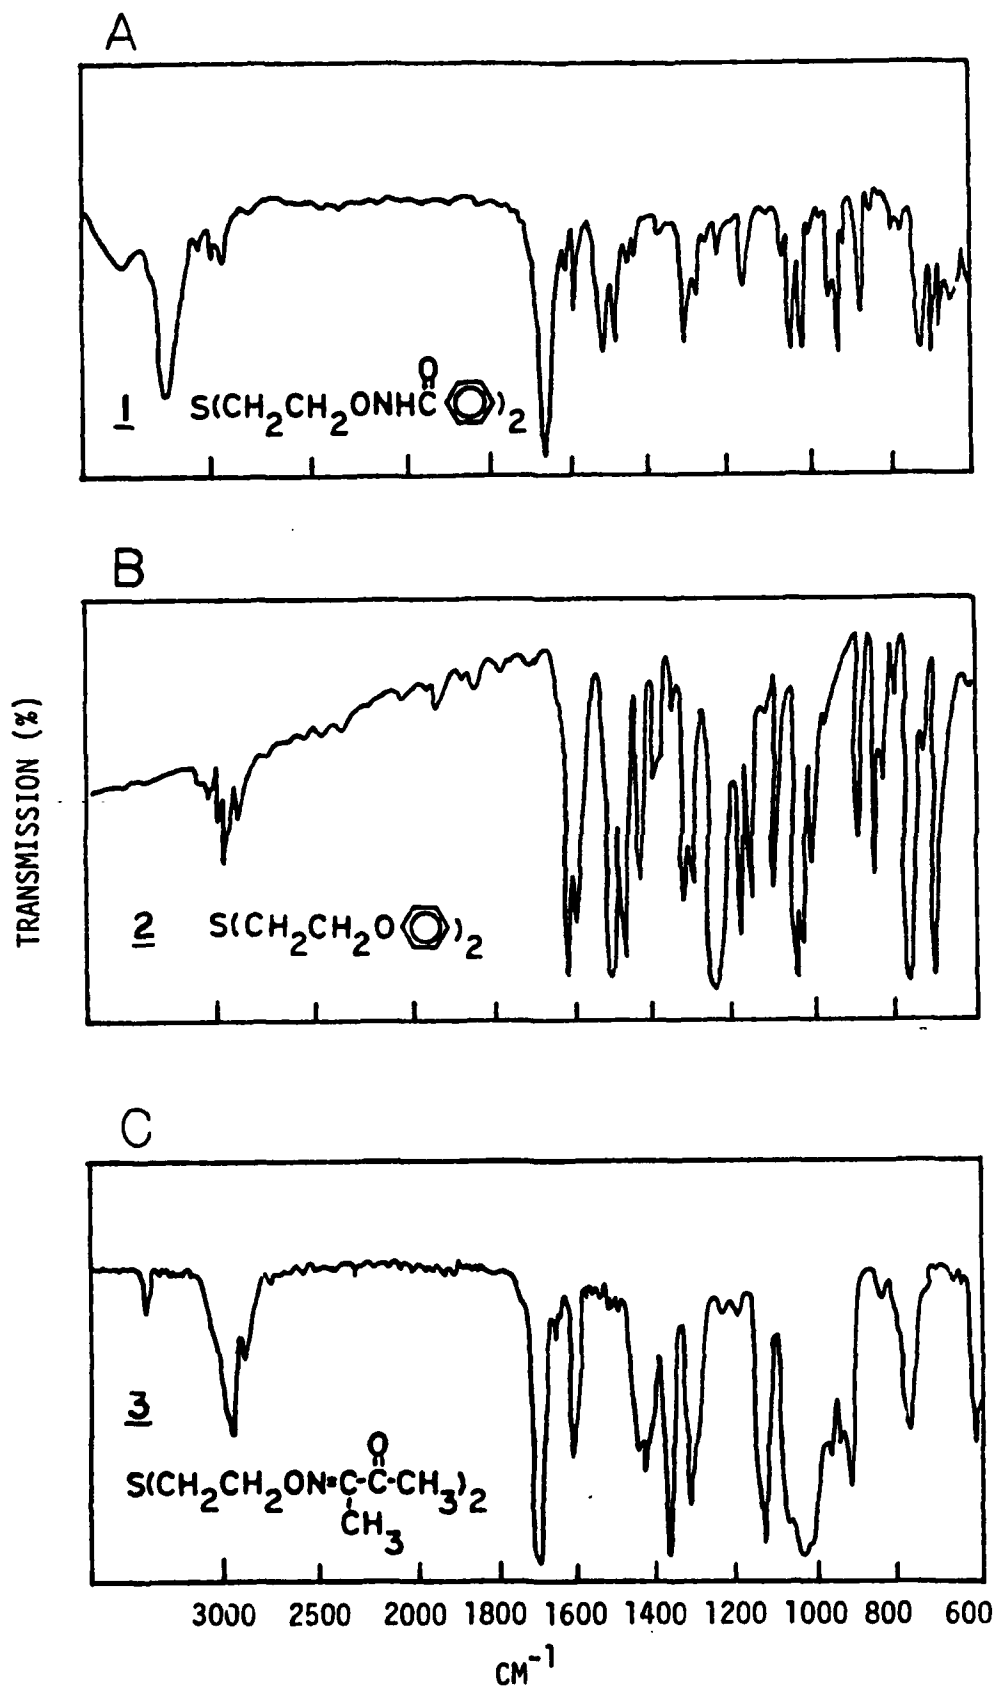 A
O
1 S(CH2CH2ONHC )2
B
TRANSMISSION (%)
2 S(CH2CH2O )2
C
3
O
S(CH2CH2ON=C-C-CH3)2
CH3
3000 2500 2000 1800 1600 1400 1200 1000 800 600
CM-1